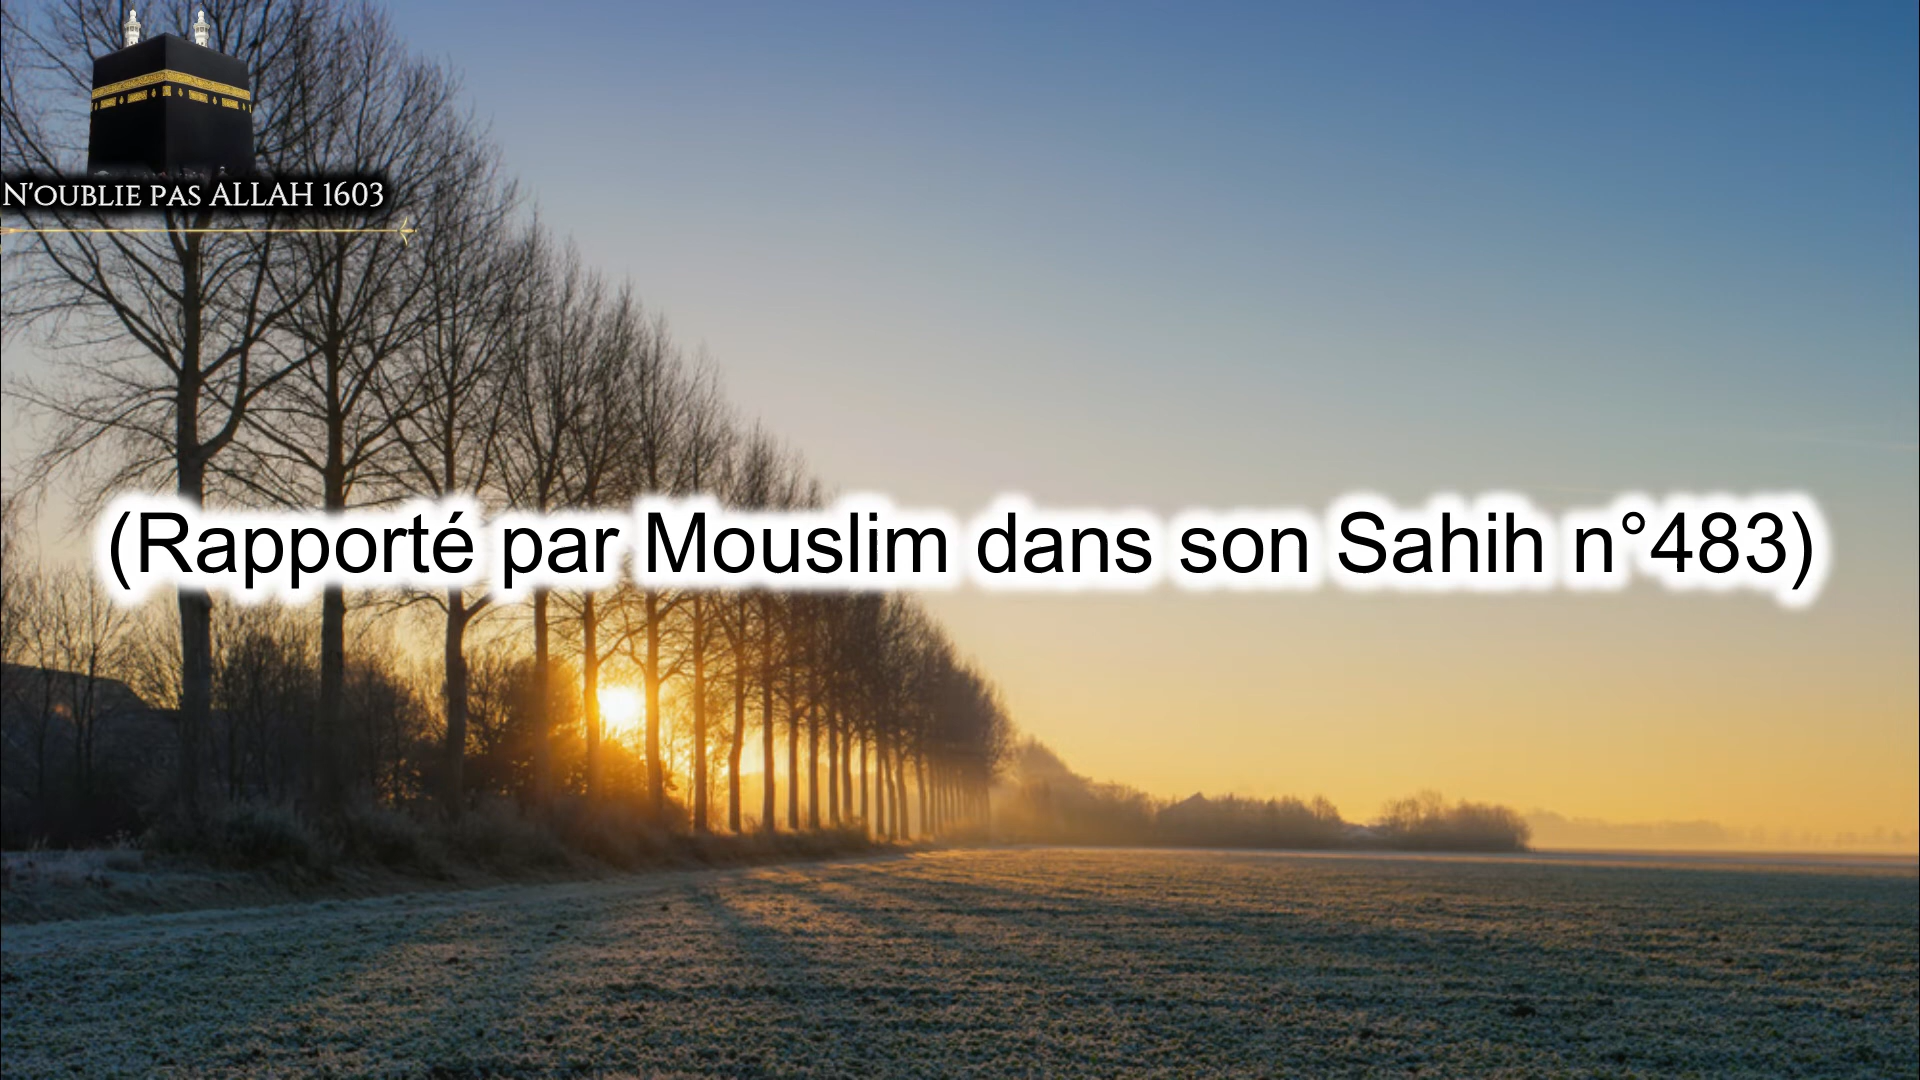 N'oublie pas ALLAH 1603
(Rapporté par Mouslim dans son Sahih n°483)